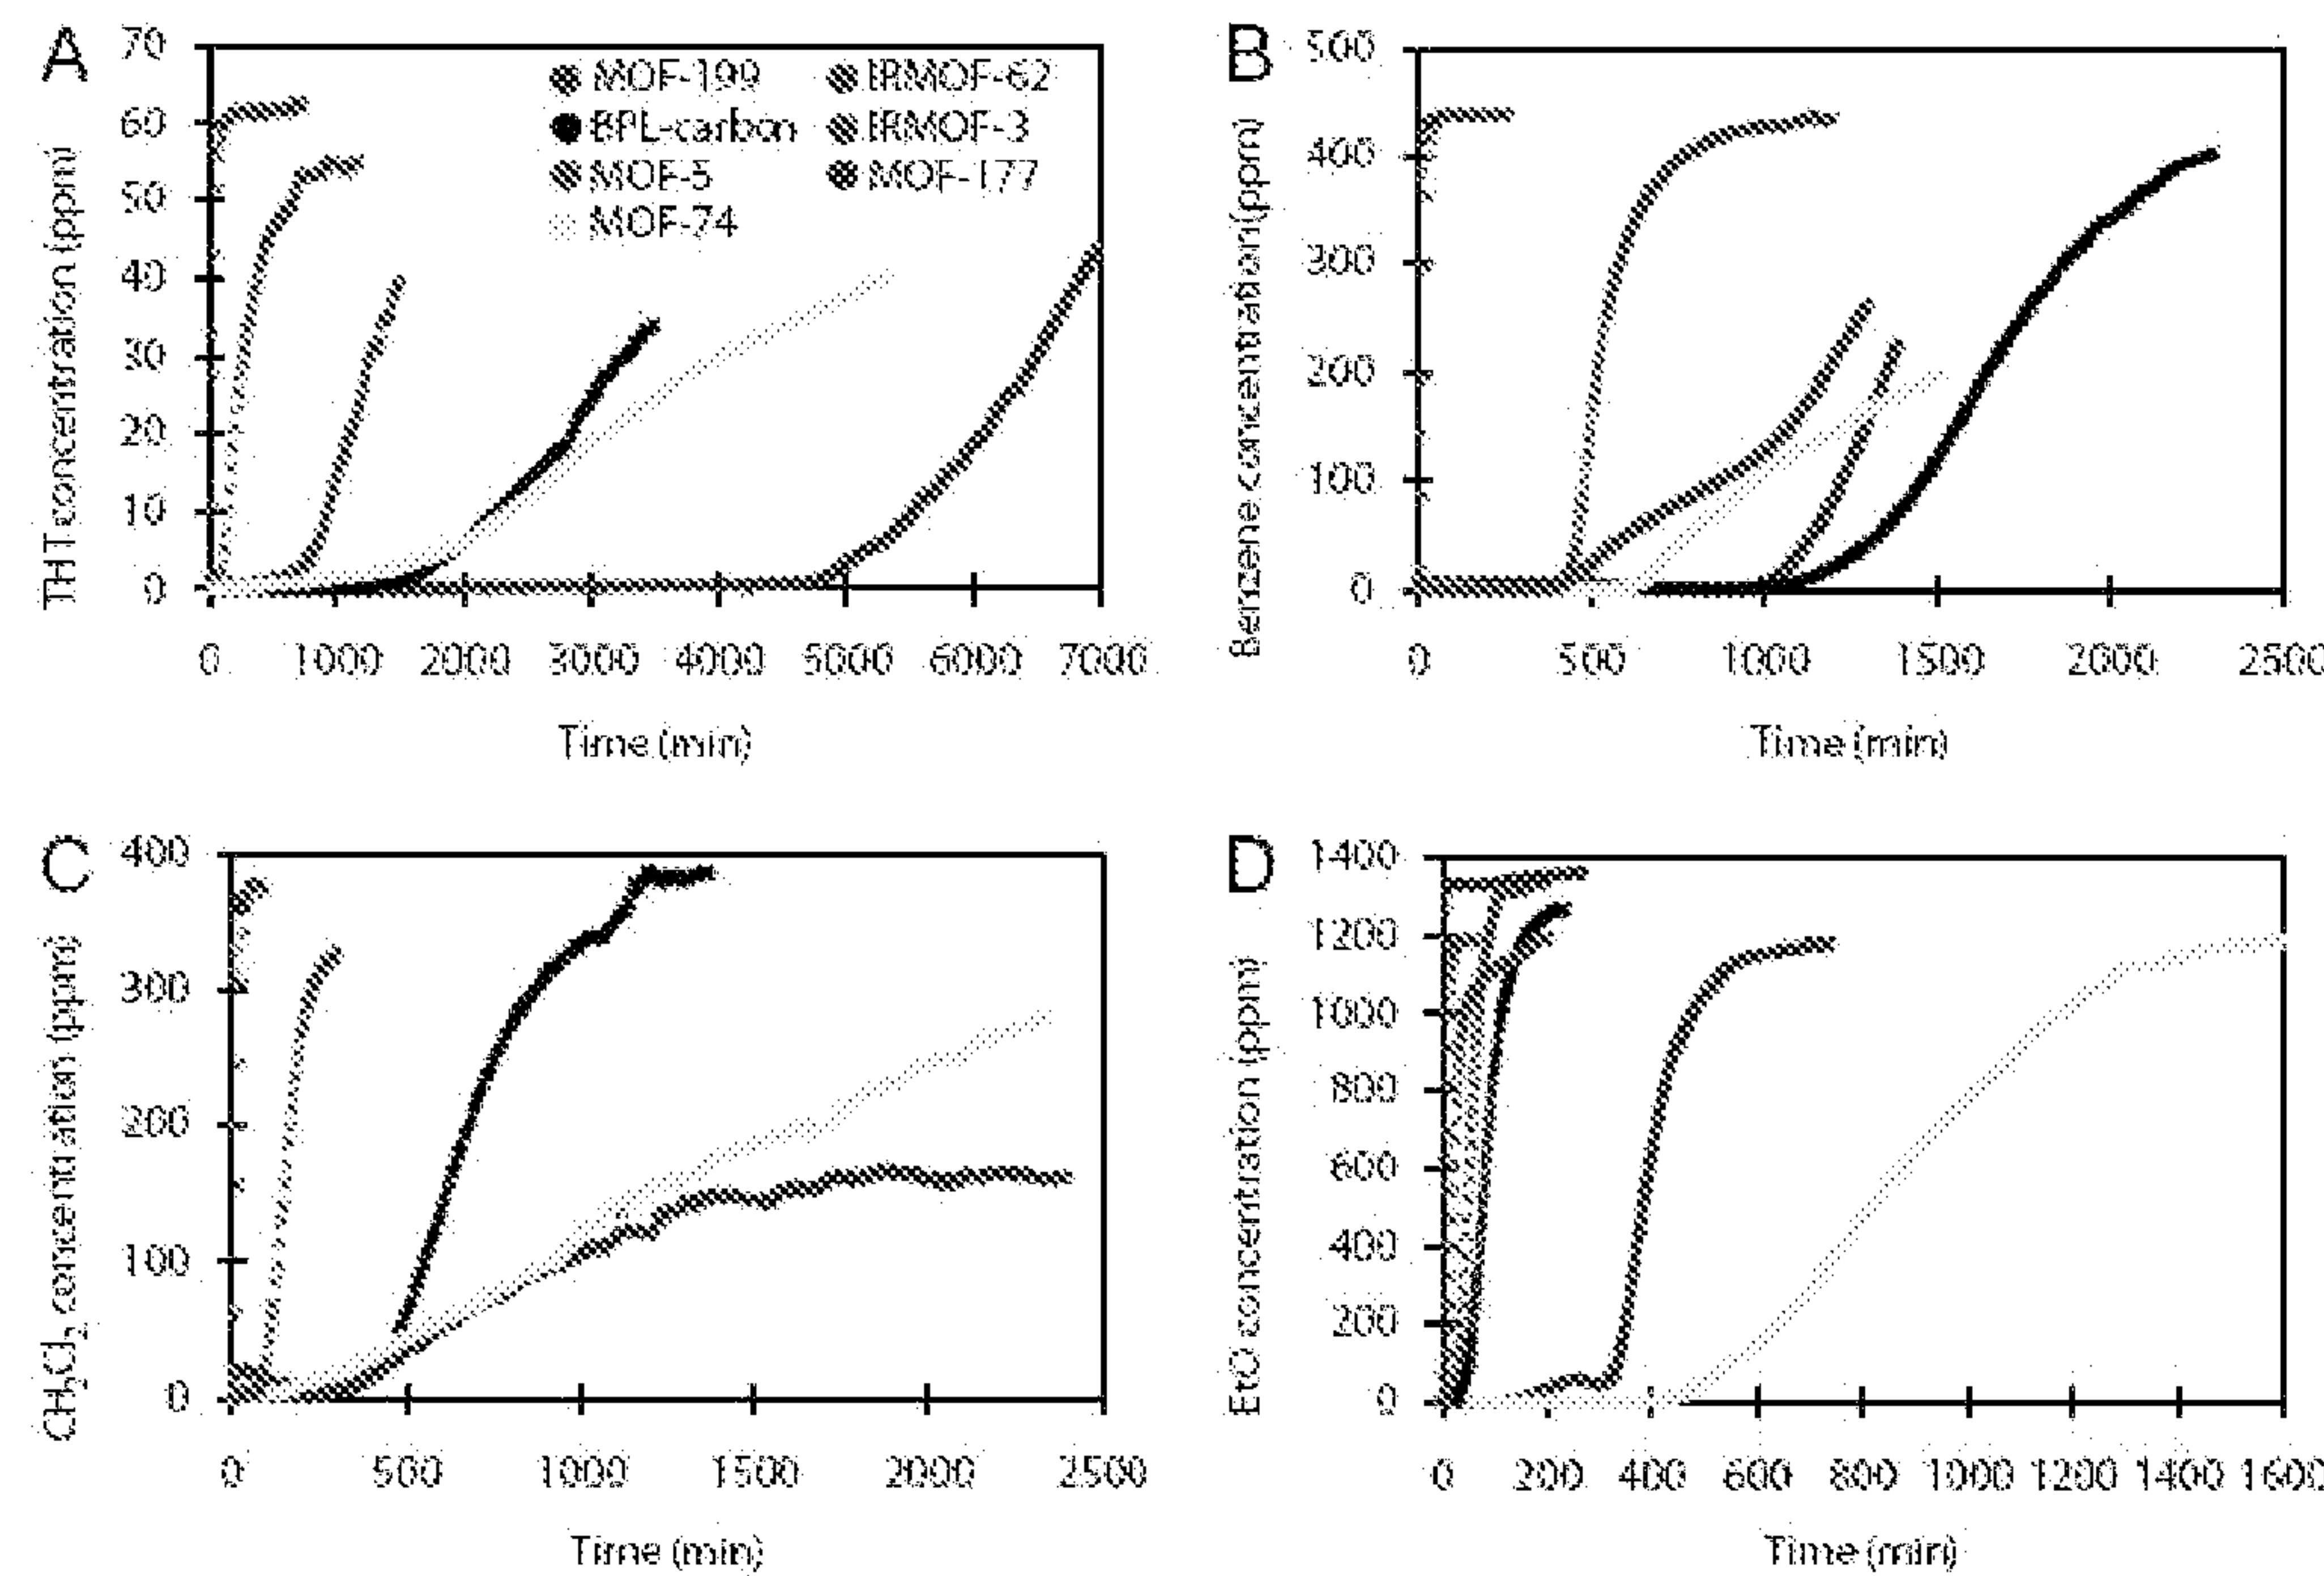 A
THT concentration (ppm)
70
60
50
40
30
20
10
0
MOF-199
IRMOF-62
BPL-carbon
IRMOF-3
MOF-5
MOF-177
MOF-74
0 1000 2000 3000 4000 5000 6000 7000
Time (min)
B
Benzene concentration (ppm)
500
400
300
200
100
0
0 500 1000 1500 2000 2500
Time (min)
C
CH2Cl2 concentration (ppm)
400
300
200
100
0
0 500 1000 1500 2000 2500
Time (min)
D
EtO concentration (ppm)
1400
1200
1000
800
600
400
200
0
0 200 400 600 800 1000 1200 1400 1600
Time (min)